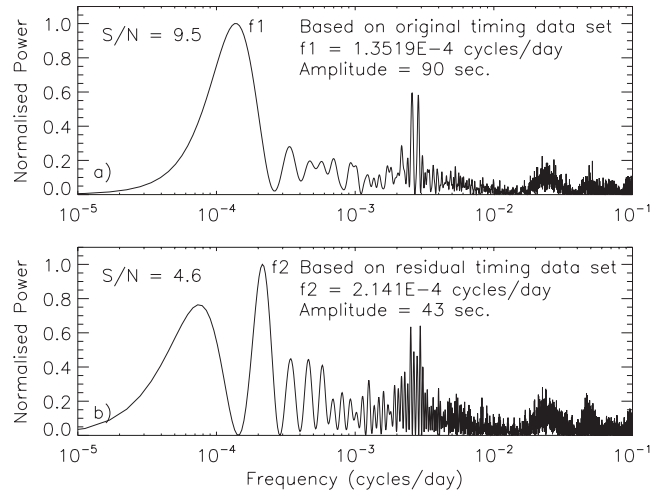 S/N = 9.5
f1
Based on original timing data set
f1 = 1.3519E-4 cycles/day
Amplitude = 90 sec.
Normalised Power
1.0
0.8
0.6
0.4
0.2
0.0
a)
10-5
10-4
10-3
10-2
10-1
S/N = 4.6
f2 Based on residual timing data set
f2 = 2.141E-4 cycles/day
Amplitude = 43 sec.
Normalised Power
1.0
0.8
0.6
0.4
0.2
0.0
b)
10-5
10-4
10-3
10-2
10-1
Frequency (cycles/day)